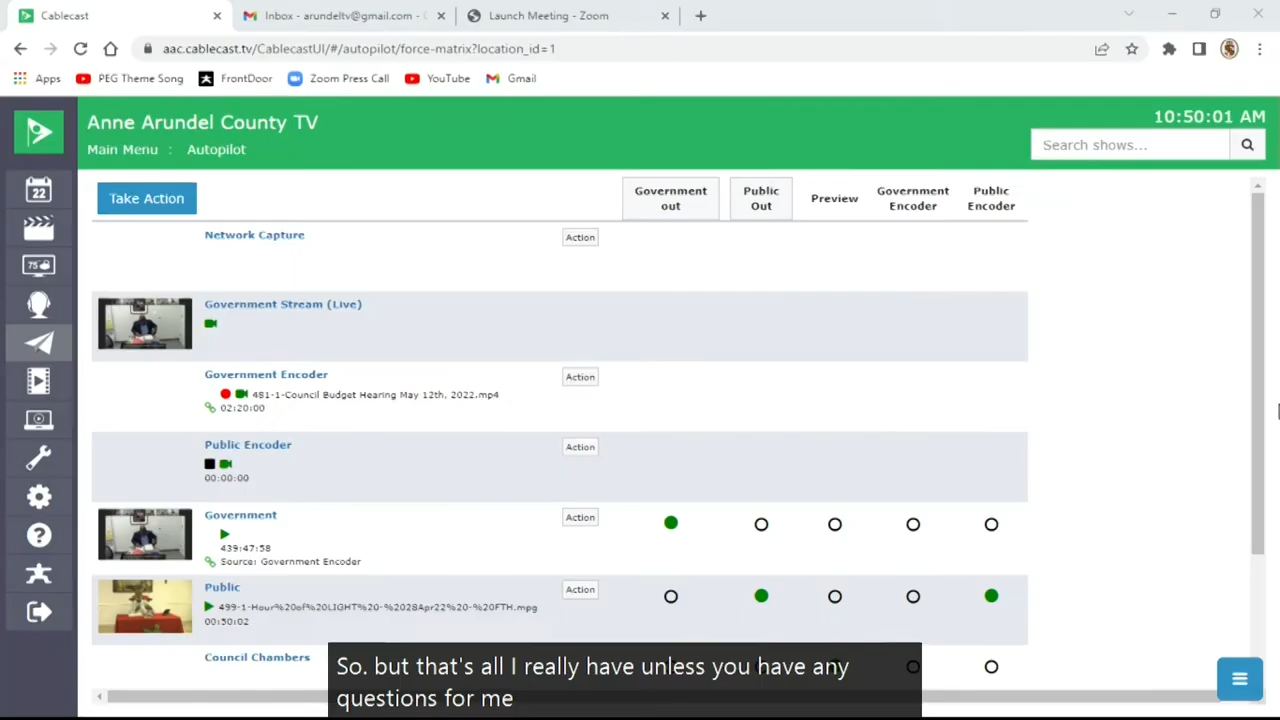 Cablecast
Inbox - arundeltv@gmail.com - G
Launch Meeting - Zoom
aac.cablecast.tv/CablecastUI/#/autopilot/force-matrix?location_id=1
Apps
PEG Theme Song
FrontDoor
Zoom Press Call
YouTube
Gmail
Anne Arundel County TV
10:50:01 AM
Main Menu : Autopilot
Search shows...
22
75
Take Action
Government out
Public Out
Preview
Government Encoder
Public Encoder
Network Capture
Action
Government Stream (Live)
Government Encoder
Action
481-1-Council Budget Hearing May 12th, 2022.mp4
02:20:00
Public Encoder
Action
00:00:00
Government
Action
439:47:58
Source: Government Encoder
Public
Action
499-1-Hour%20of%20LIGHT%20-%2028Apr22%20-%20FTH.mpg
00:50:02
Council Chambers
So. but that's all I really have unless you have any
questions for me